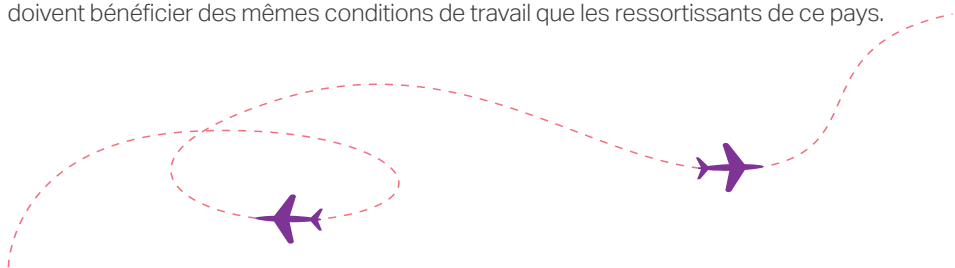 doivent bénéficier des mêmes conditions de travail que les ressortissants de ce pays.